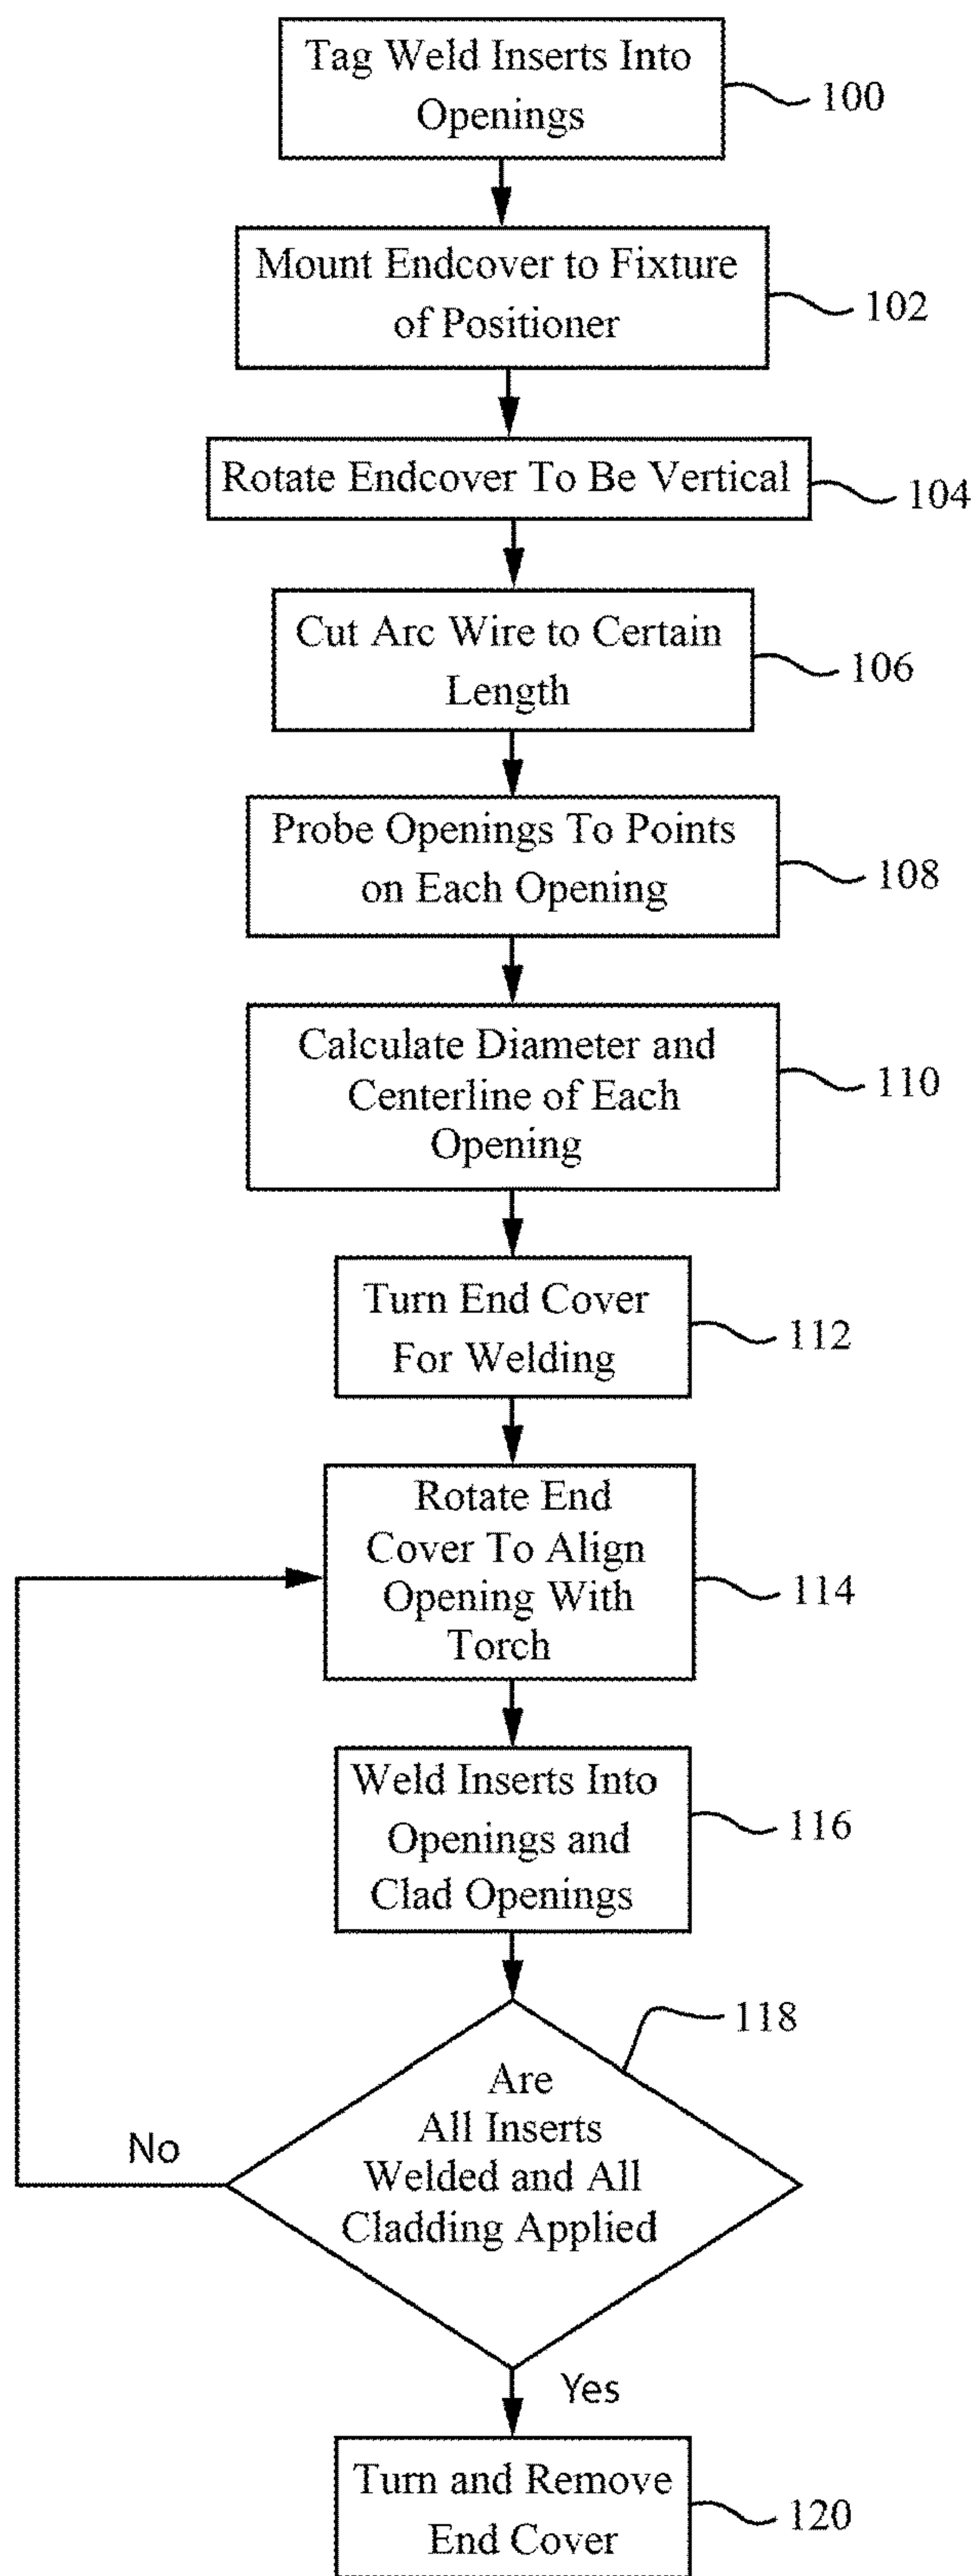 Tag Weld Inserts Into
Openings
100
Mount Endcover to Fixture
of Positioner
102
Rotate Endcover To Be Vertical
104
Cut Arc Wire to Certain
Length
106
Probe Openings To Points
on Each Opening
108
Calculate Diameter and
Centerline of Each
Opening
110
Turn End Cover
For Welding
112
Rotate End
Cover To Align
Opening With
Torch
114
Weld Inserts Into
Openings and
Clad Openings
116
118
Are
All Inserts
Welded and All
Cladding Applied
No
Yes
Turn and Remove
End Cover
120